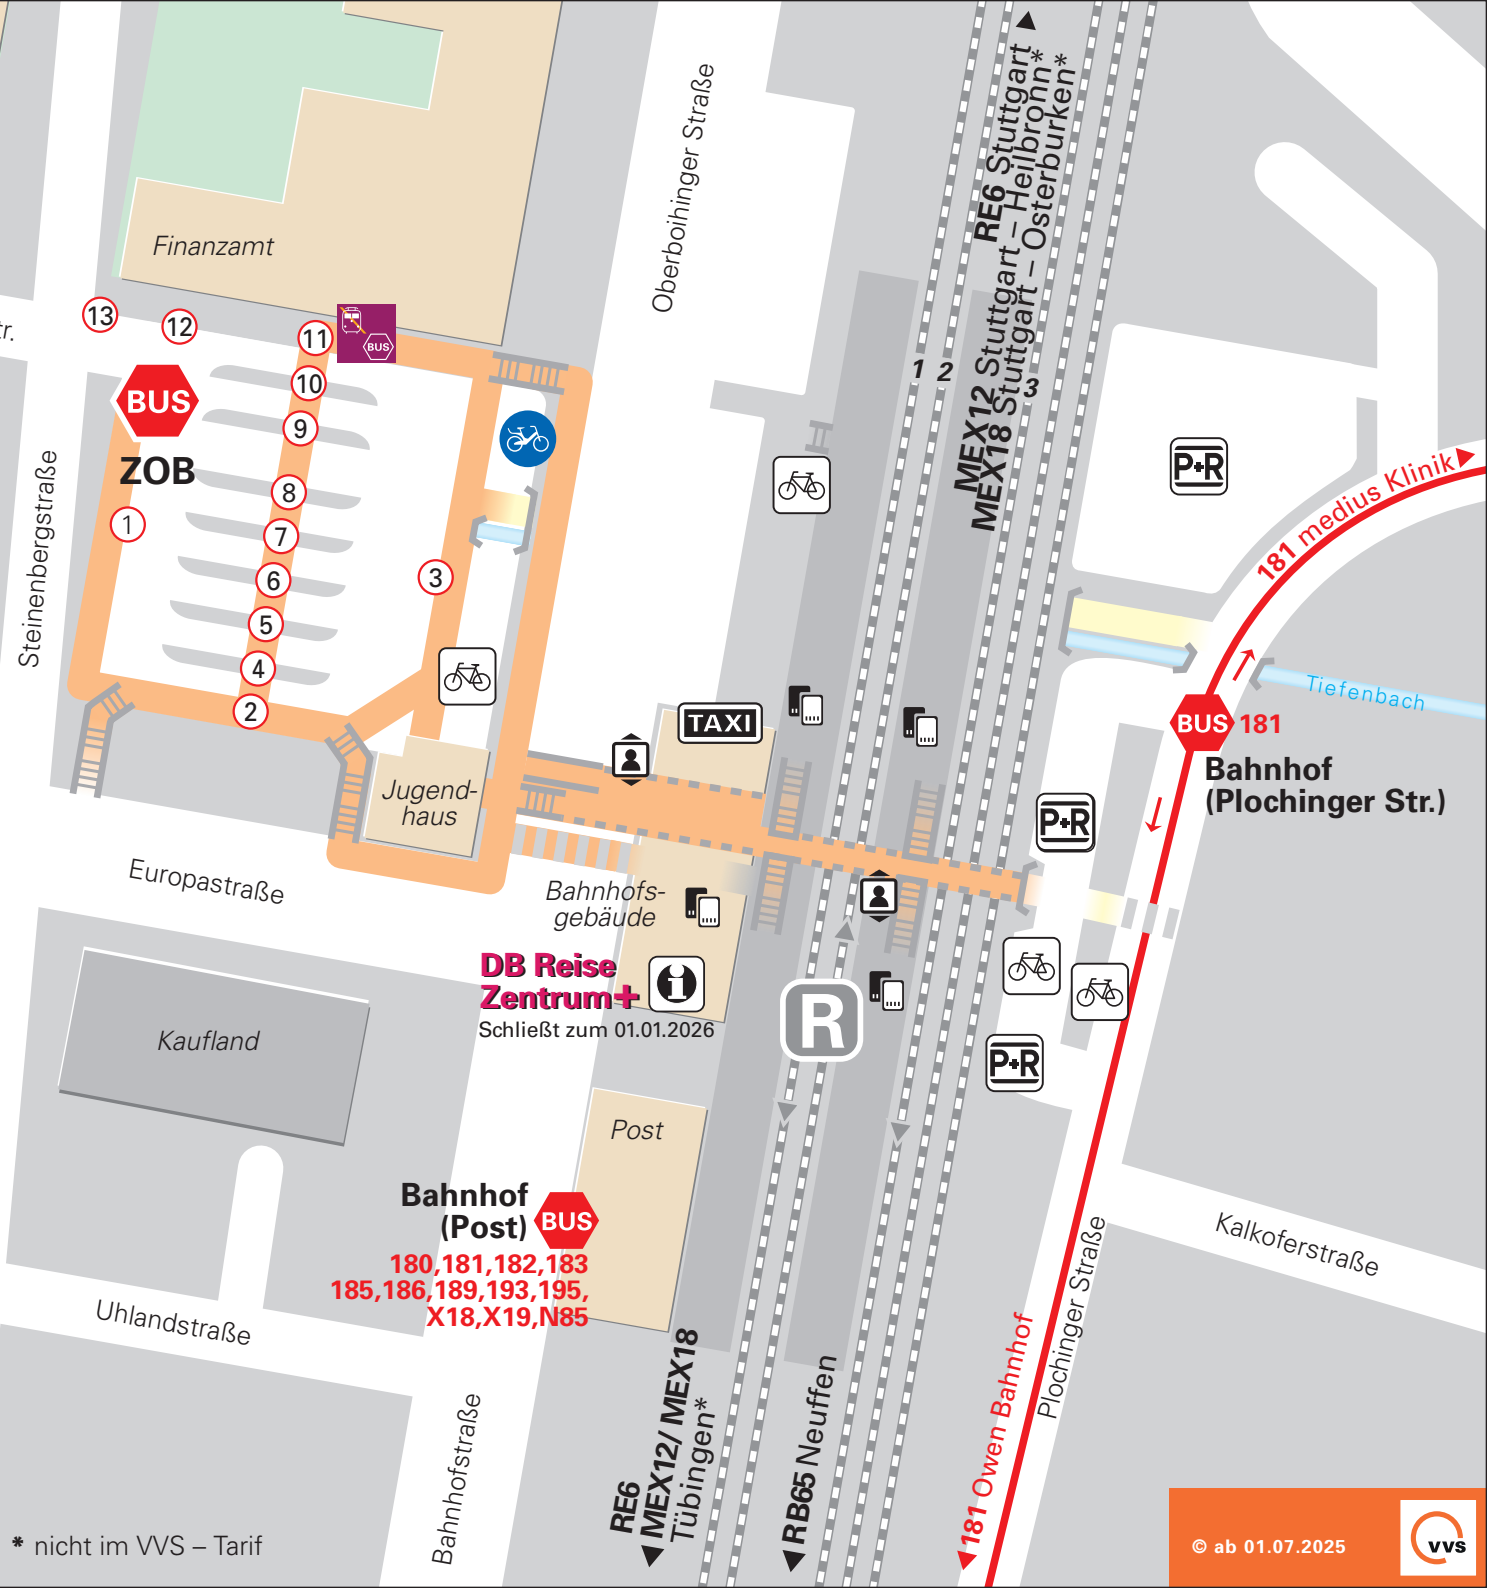 RE6 Stuttgart
MEX12 Stuttgart – Heilbronn*
MEX18 Stuttgart – Osterburken*
Oberboihinger Straße
Finanzamt
tr.
13
12
11
BUS
10
9
8
7
6
5
4
2
1
3
BUS
ZOB
Steinenbergstraße
1
2
3
P+R
181 medius Klinik
Tiefenbach
BUS 181
Bahnhof
(Plochinger Str.)
TAXI
P+R
Jugend-
haus
Europastraße
Bahnhofs-
gebäude
DB Reise
Zentrum+
i
Schließt zum 01.01.2026
R
P+R
Kaufland
Post
Bahnhof
(Post)
BUS
180,181,182,183
185,186,189,193,195,
X18,X19,N85
Uhlandstraße
Bahnhofstraße
RE6
MEX12/ MEX18
Tübingen*
RB65 Neuffen
181 Owen Bahnhof
Plochinger Straße
Kalkoferstraße
* nicht im VVS – Tarif
© ab 01.07.2025
vvs